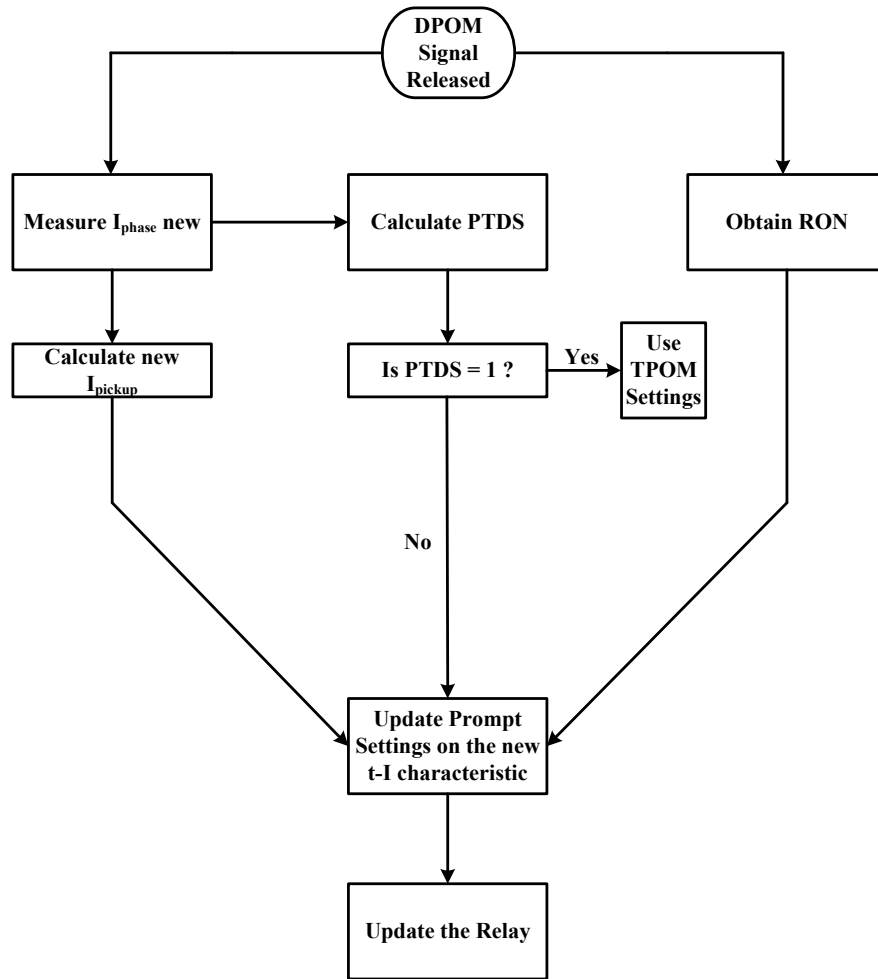 DPOM
Signal
Released
Measure Iphase new
Calculate PTDS
Obtain RON
Calculate new
Ipickup
Is PTDS = 1 ?
Yes
Use
TPOM
Settings
No
Update Prompt
Settings on the new
t-I characteristic
Update the Relay